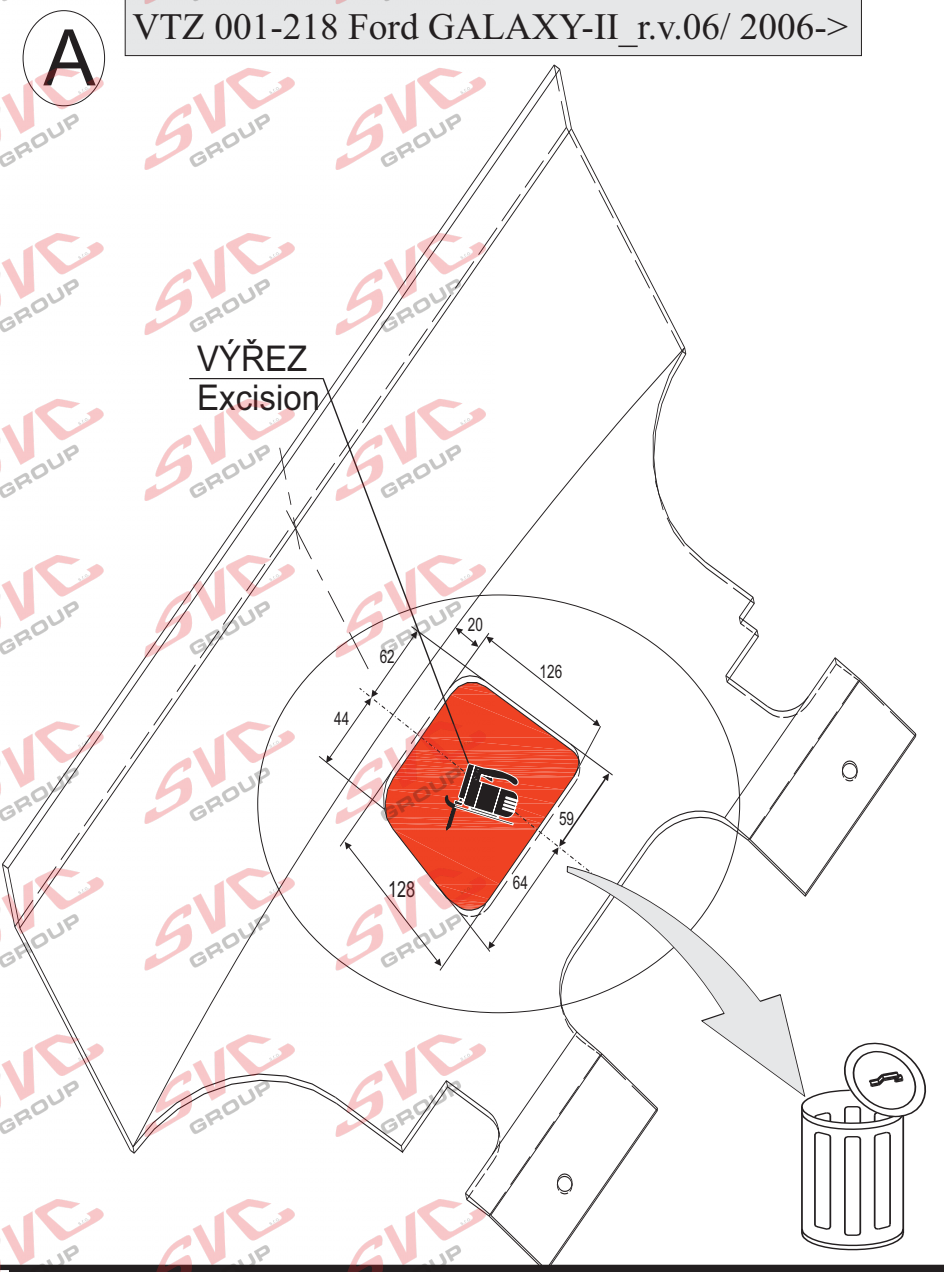 A
VTZ 001-218 Ford GALAXY-II_r.v.06/ 2006->
VÝŘEZ
Excision
20
62
126
44
59
64
128
SVC GROUP